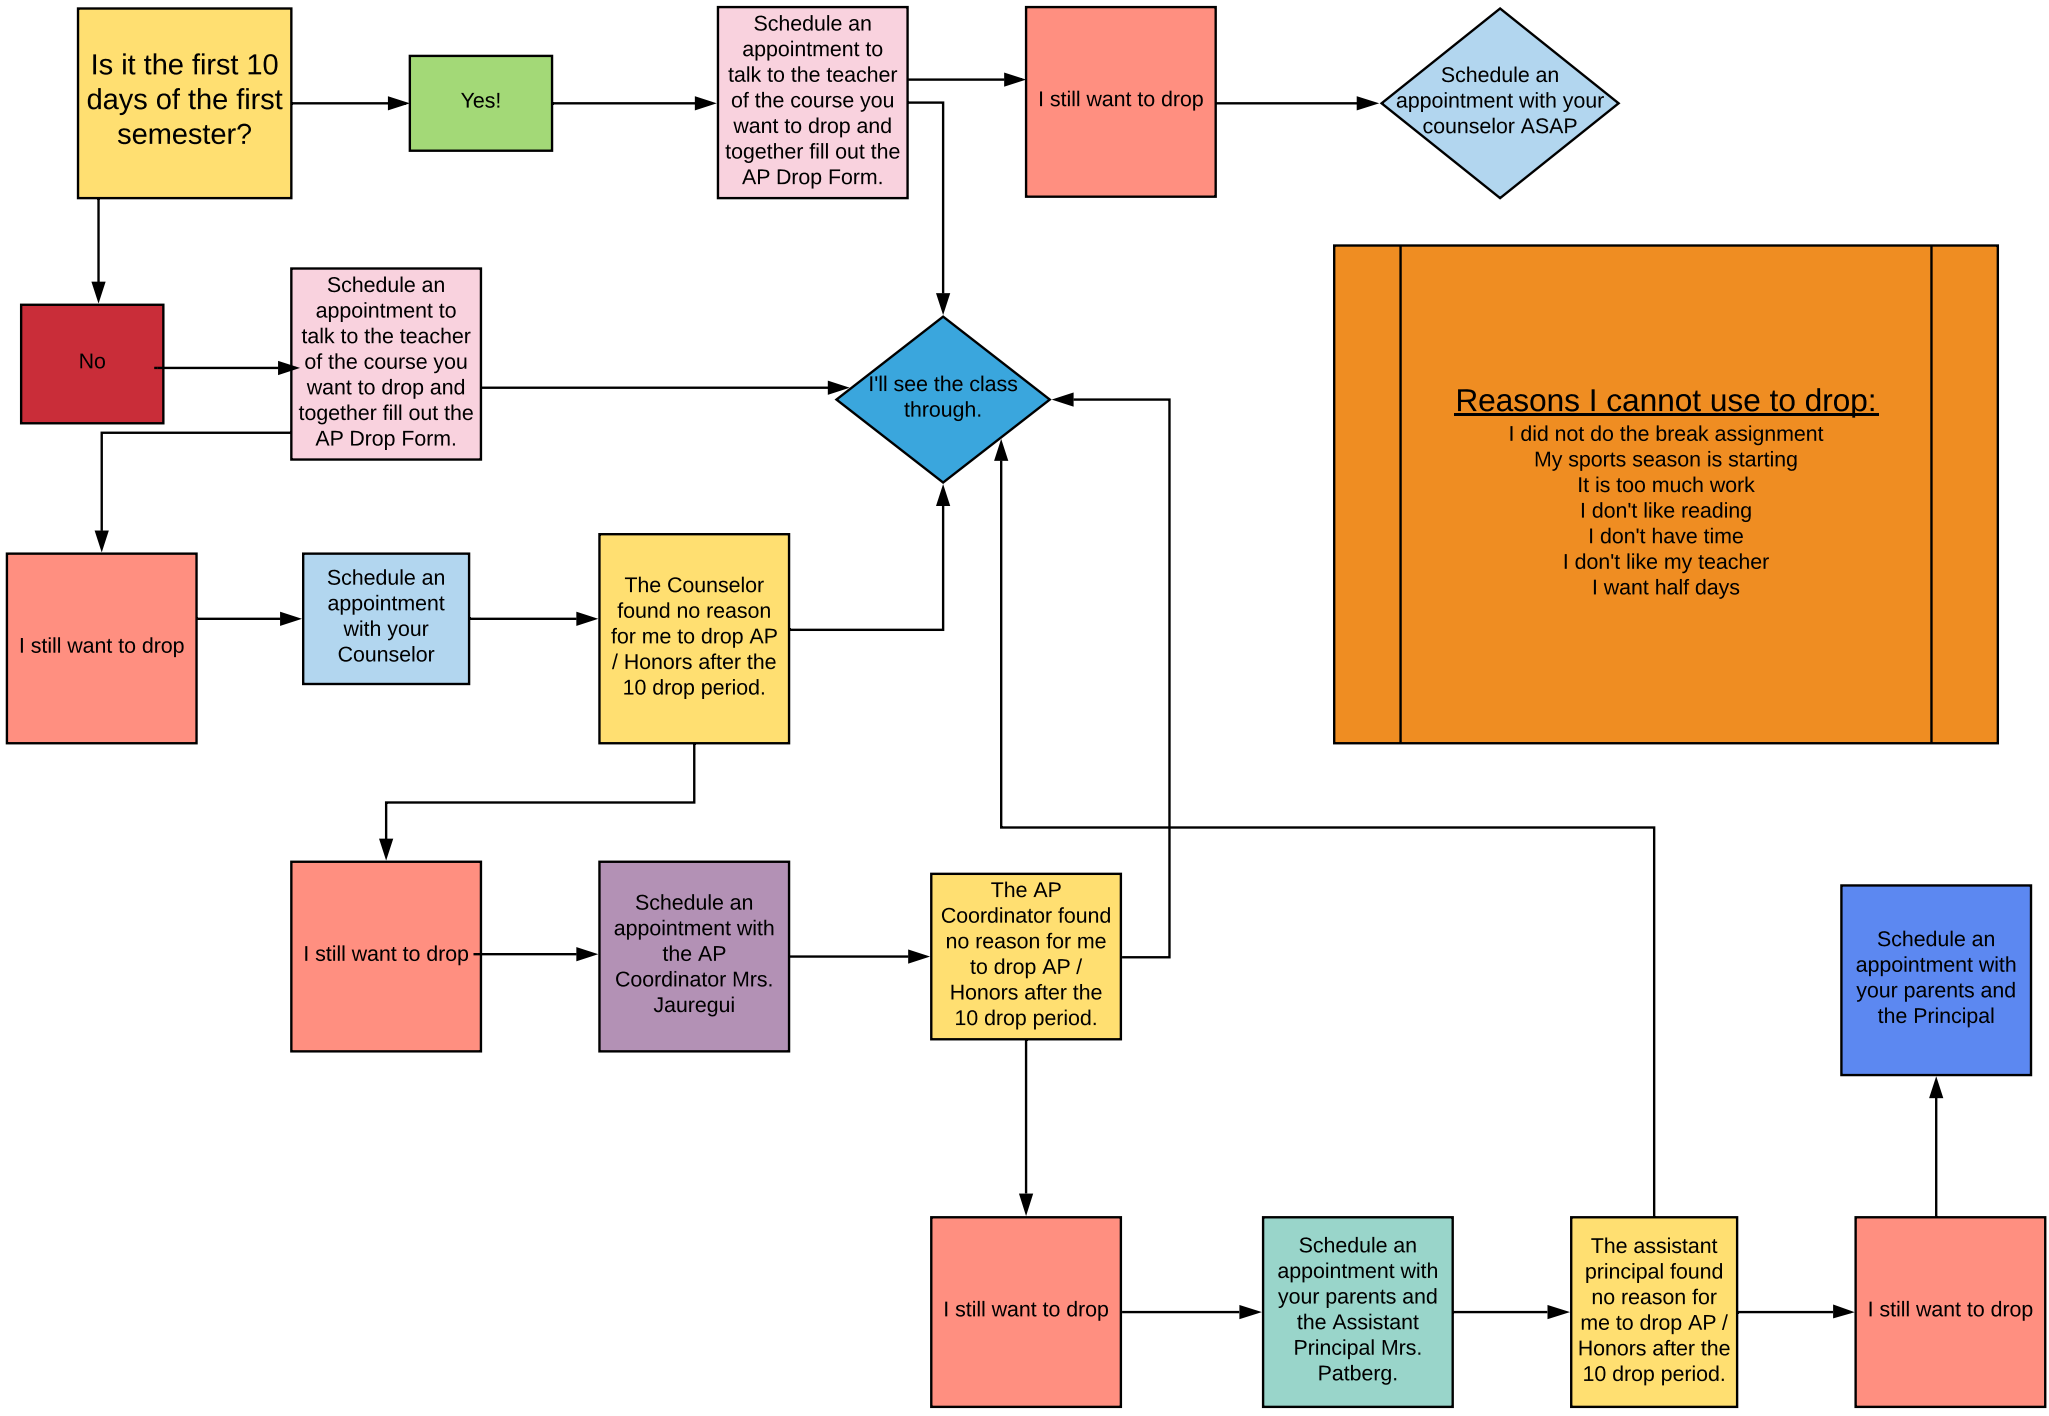 Is it the first 10
days of the first
semester?
Yes!
Schedule an
appointment to
talk to the teacher
of the course you
want to drop and
together fill out the
AP Drop Form.
I still want to drop
Schedule an
appointment with your
counselor ASAP
No
Schedule an
appointment to
talk to the teacher
of the course you
want to drop and
together fill out the
AP Drop Form.
I'll see the class
through.
Reasons I cannot use to drop:
I did not do the break assignment
My sports season is starting
It is too much work
I don't like reading
I don't have time
I don't like my teacher
I want half days
I still want to drop
Schedule an
appointment
with your
Counselor
The Counselor
found no reason
for me to drop AP
/ Honors after the
10 drop period.
I still want to drop
Schedule an
appointment with
the AP
Coordinator Mrs.
Jauregui
The AP
Coordinator found
no reason for me
to drop AP /
Honors after the
10 drop period.
Schedule an
appointment with
your parents and
the Principal
I still want to drop
Schedule an
appointment with
your parents and
the Assistant
Principal Mrs.
Patberg.
The assistant
principal found
no reason for
me to drop AP /
Honors after the
10 drop period.
I still want to drop